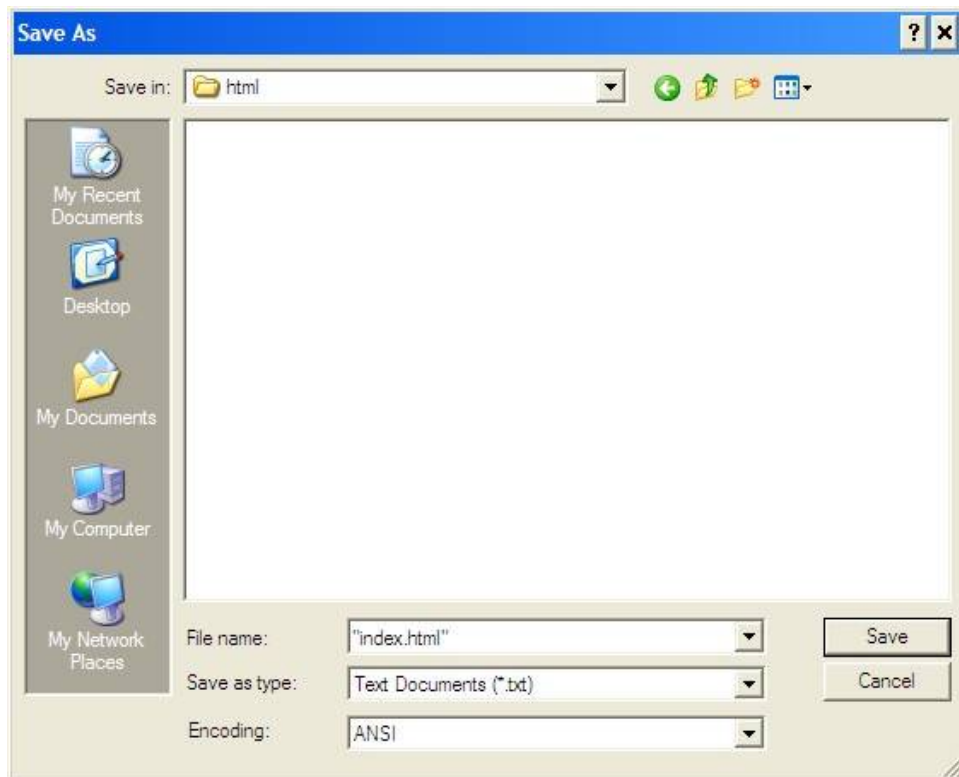 Save As
Save in: html
My Recent
Documents
Desktop
My Documents
My Computer
My Network
Places
File name: "index.html" Save
Save as type: Text Documents (*.txt) Cancel
Encoding: ANSI